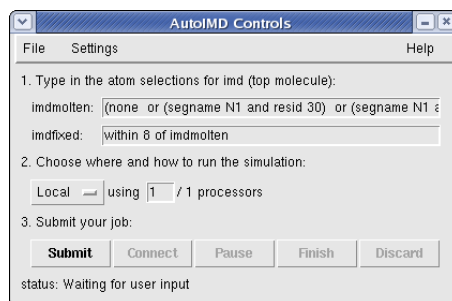 AutoIMD Controls
File Settings Help
1. Type in the atom selections for imd (top molecule):
imdmolten: (none or (segname N1 and resid 30) or (segname N1
imdfixed: within 8 of imdmolten
2. Choose where and how to run the simulation:
Local using 1 / 1 processors
3. Submit your job:
Submit Connect Pause Finish Discard
status: Waiting for user input